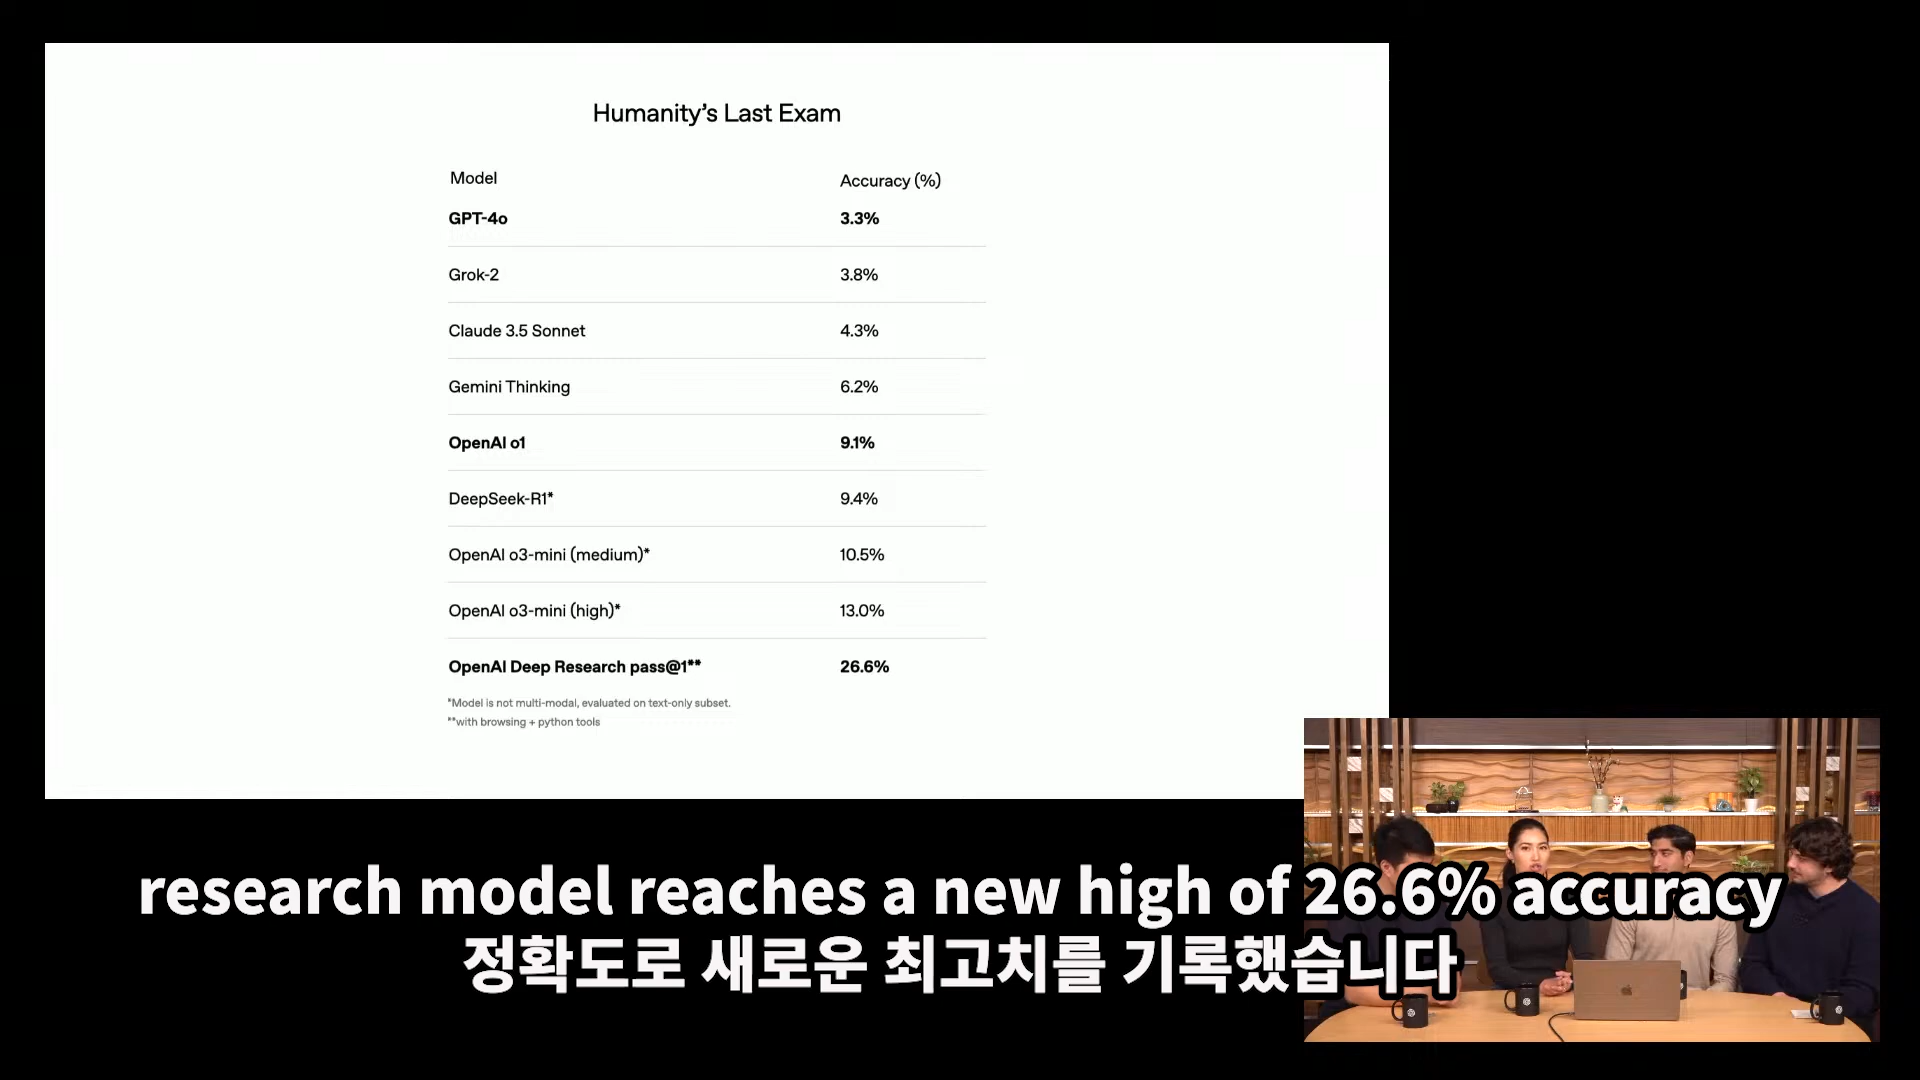 Humanity’s Last Exam
Model Accuracy (%)
GPT-4o 3.3%
Grok-2 3.8%
Claude 3.5 Sonnet 4.3%
Gemini Thinking 6.2%
OpenAI o1 9.1%
DeepSeek-R1* 9.4%
OpenAI o3-mini (medium)* 10.5%
OpenAI o3-mini (high)* 13.0%
OpenAI Deep Research pass@1** 26.6%
*Model is not multi-modal, evaluated on text-only subset.
**with browsing + python tools
research model reaches a new high of 26.6% accuracy
정확도로 새로운 최고치를 기록했습니다